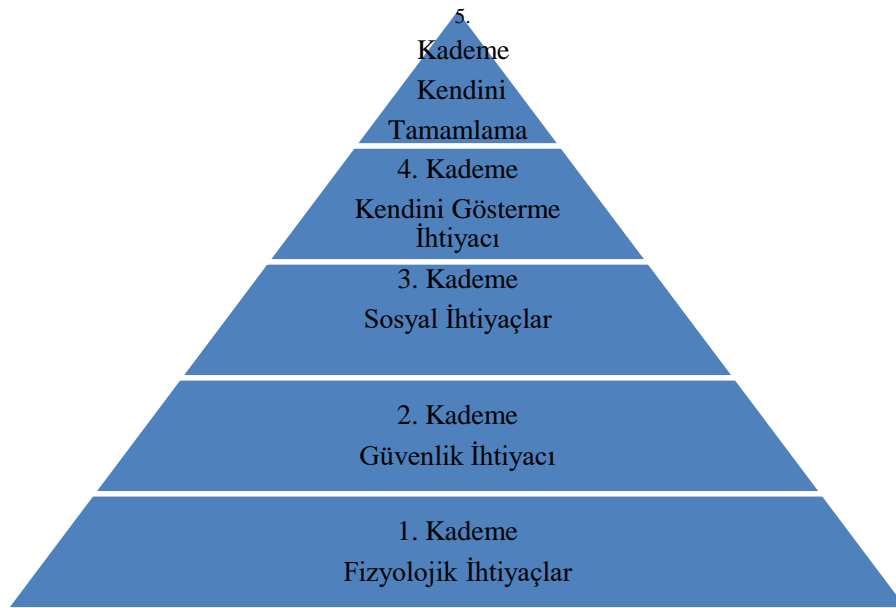 5.
Kademe
Kendini
Tamamlama
4. Kademe
Kendini Gösterme
İhtiyacı
3. Kademe
Sosyal İhtiyaçlar
2. Kademe
Güvenlik İhtiyacı
1. Kademe
Fizyolojik İhtiyaçlar